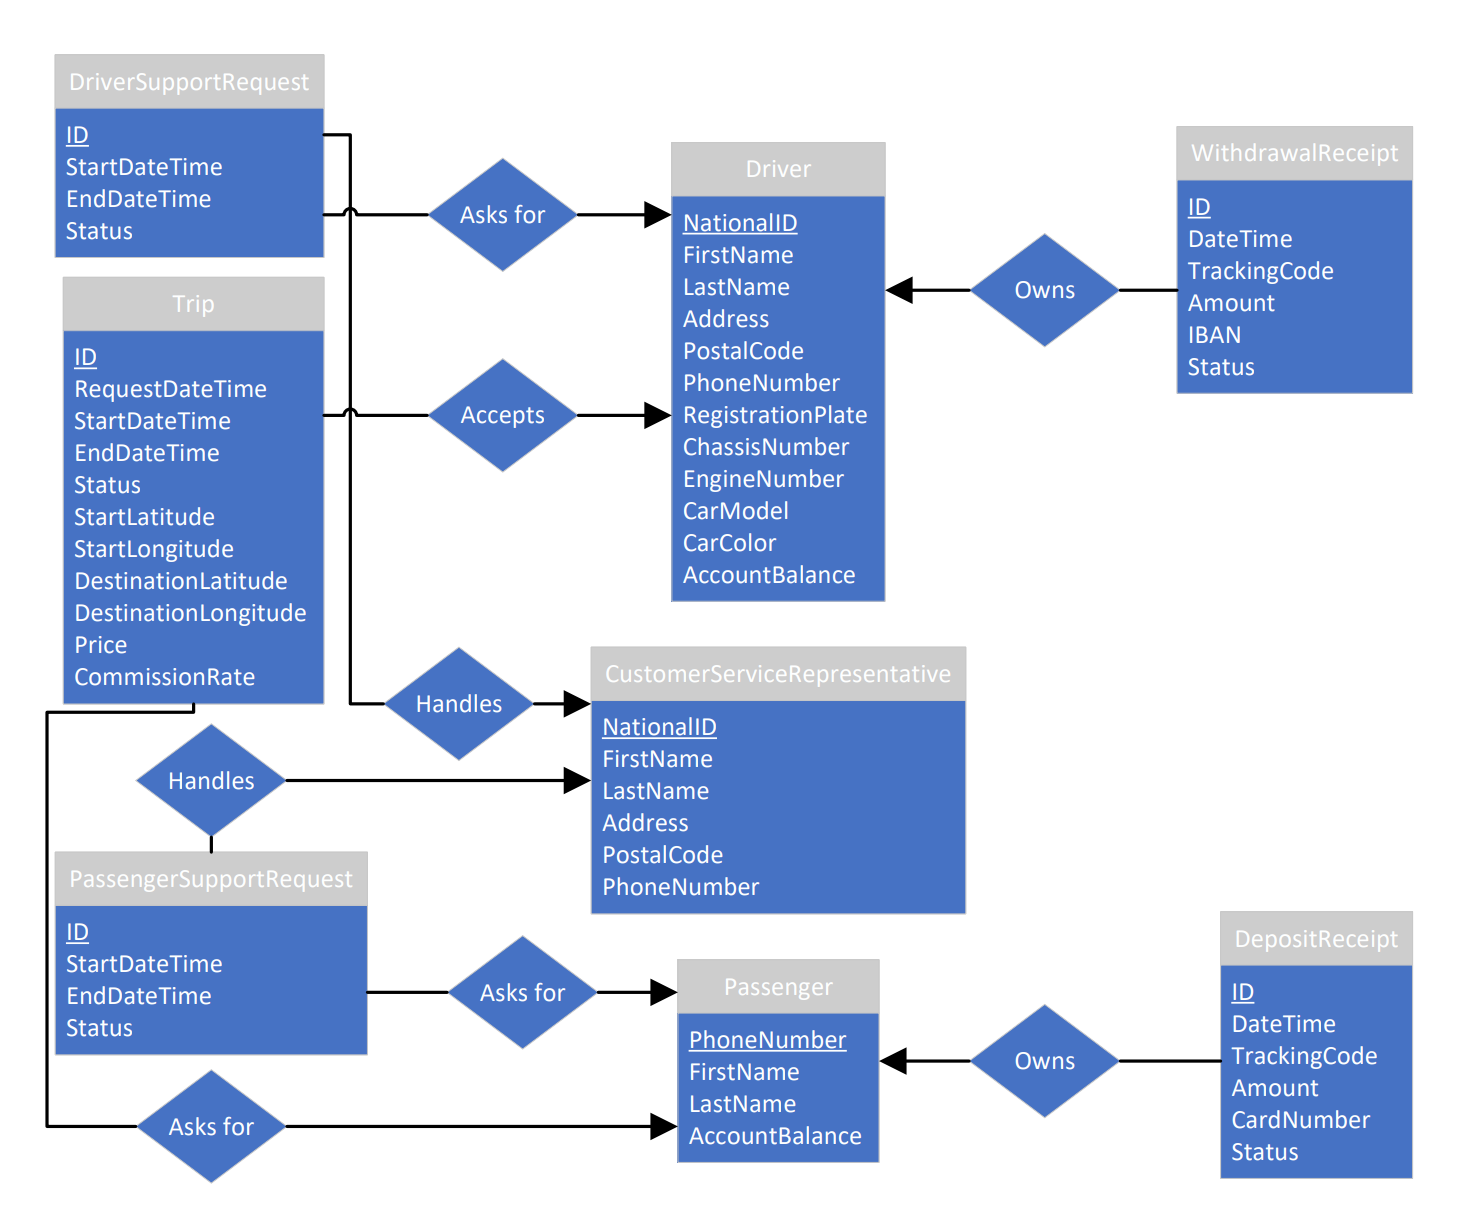 DriverSupportRequest
ID
StartDateTime
EndDateTime
Status
Asks for
Driver
NationalID
FirstName
LastName
Address
PostalCode
PhoneNumber
RegistrationPlate
ChassisNumber
EngineNumber
CarModel
CarColor
AccountBalance
Owns
WithdrawalReceipt
ID
DateTime
TrackingCode
Amount
IBAN
Status
Trip
ID
RequestDateTime
StartDateTime
EndDateTime
Status
StartLatitude
StartLongitude
DestinationLatitude
DestinationLongitude
Price
CommissionRate
Accepts
Handles
CustomerServiceRepresentative
NationalID
FirstName
LastName
Address
PostalCode
PhoneNumber
Handles
PassengerSupportRequest
ID
StartDateTime
EndDateTime
Status
Asks for
Passenger
PhoneNumber
FirstName
LastName
AccountBalance
Owns
DepositReceipt
ID
DateTime
TrackingCode
Amount
CardNumber
Status
Asks for